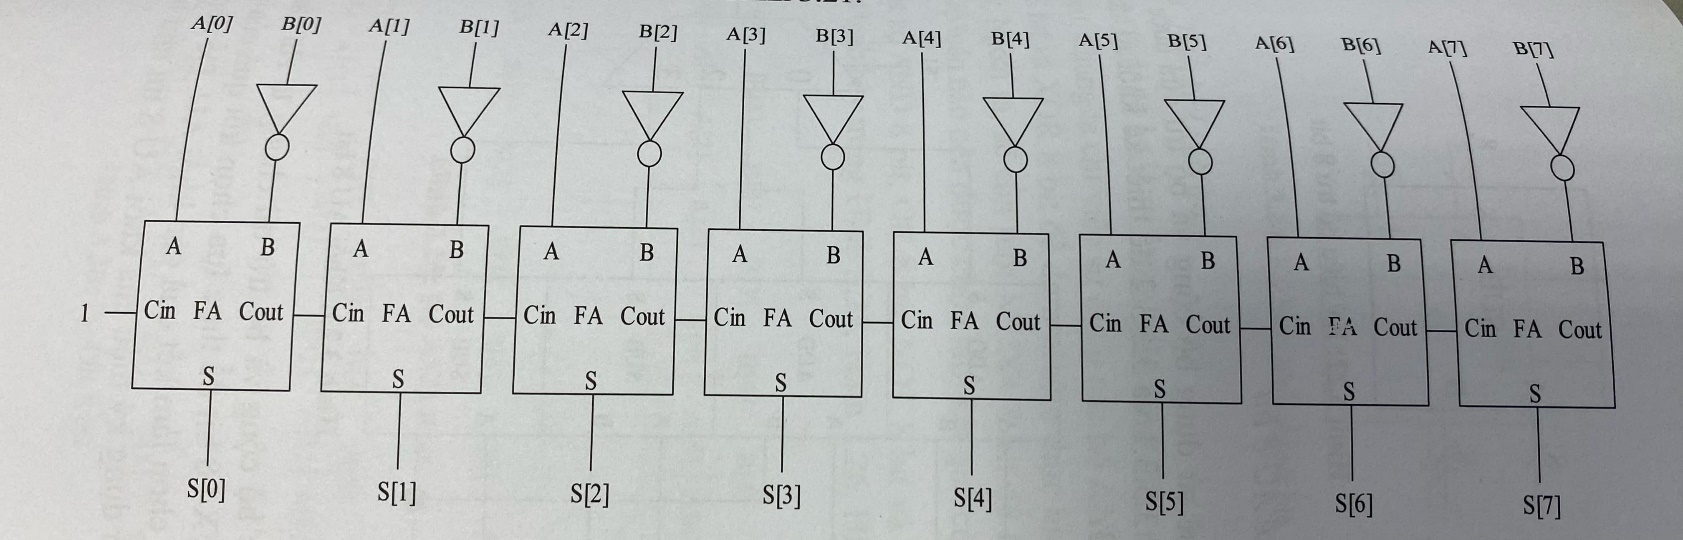 A[0] B[0] A[1] B[1] A[2] B[2] A[3] B[3] A[4] B[4] A[5] B[5] A[6] B[6] A[7] B[7]
A B A B A B A B A B A B A B A B
1 Cin FA Cout Cin FA Cout Cin FA Cout Cin FA Cout Cin FA Cout Cin FA Cout Cin FA Cout Cin FA Cout
S S S S S S S S
S[0] S[1] S[2] S[3] S[4] S[5] S[6] S[7]